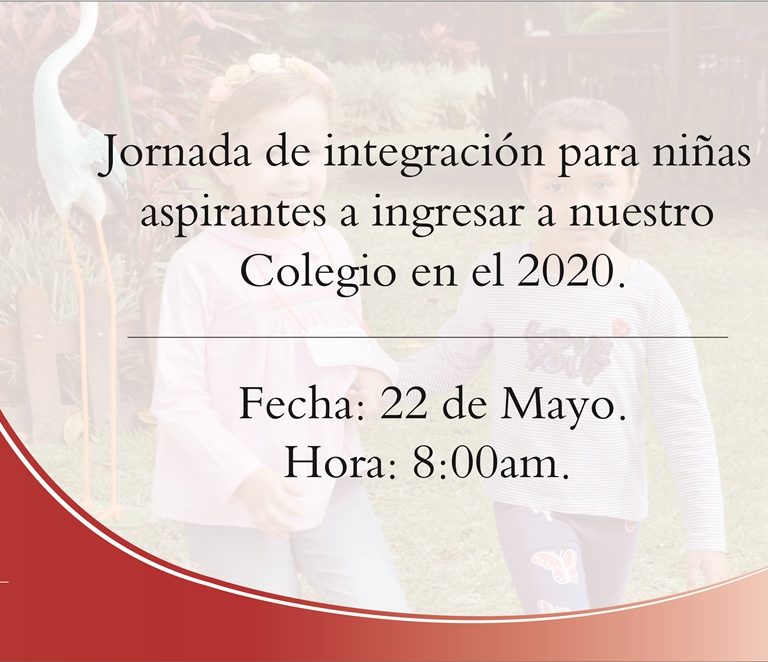 Jornada de integración para niñas
aspirantes a ingresar a nuestro
Colegio en el 2020.
Fecha: 22 de Mayo.
Hora: 8:00am.